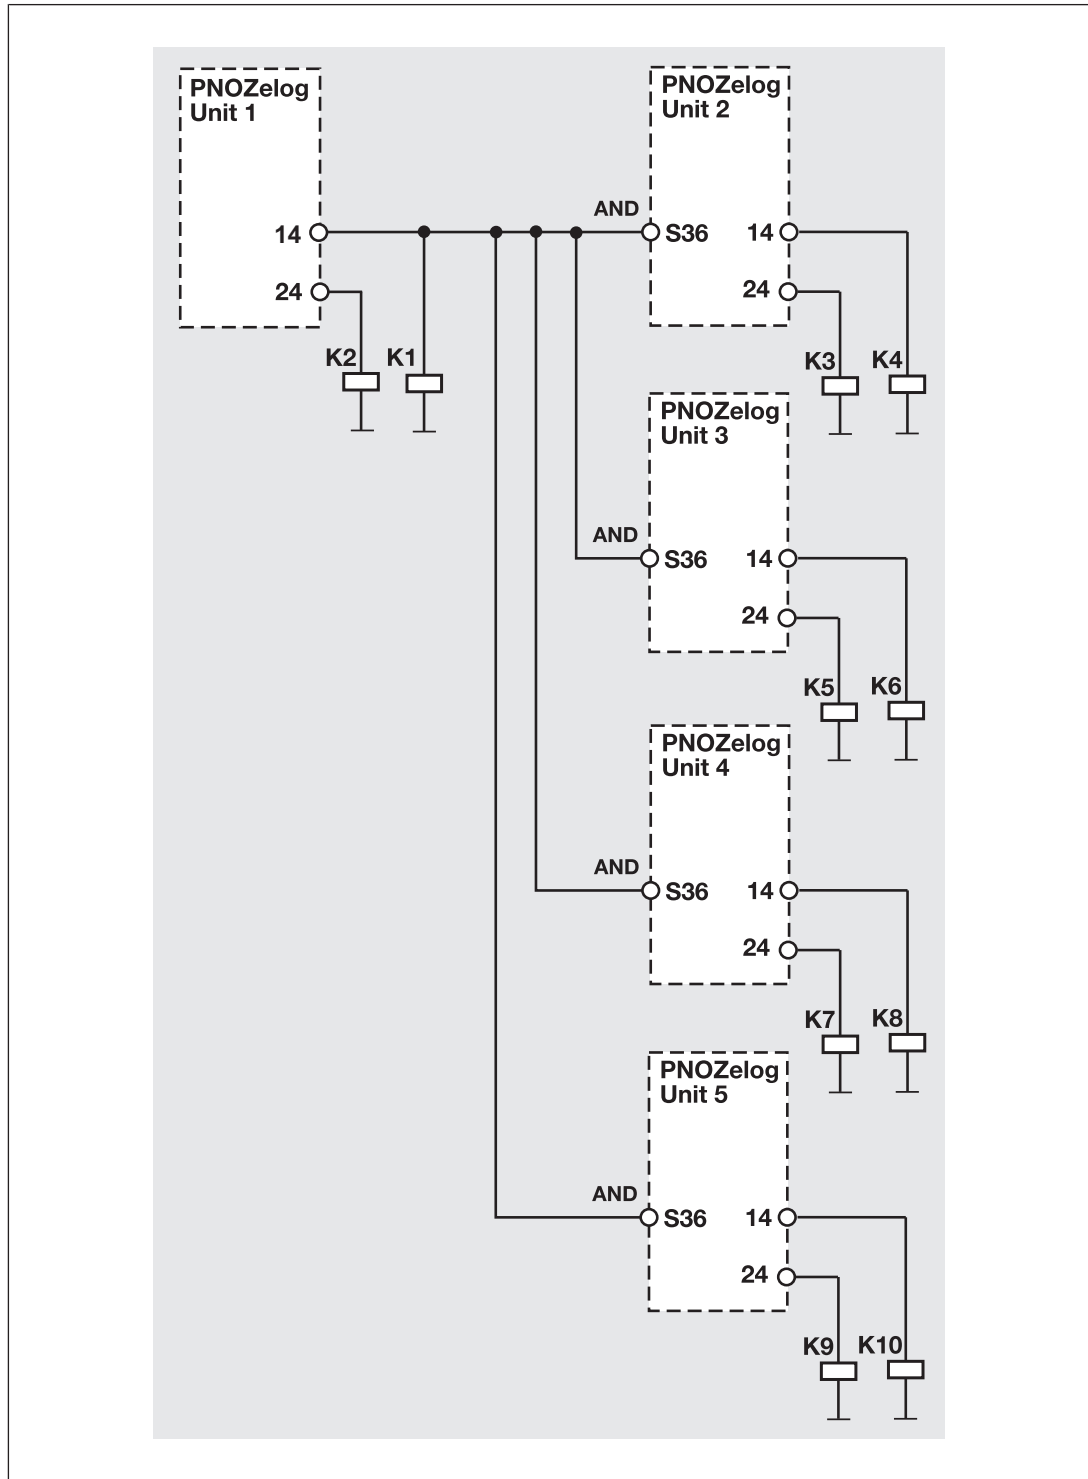 PNOZelog
Unit 1
14
24
K2
K1
PNOZelog
Unit 2
AND
S36
14
24
K3
K4
PNOZelog
Unit 3
AND
S36
14
24
K5
K6
PNOZelog
Unit 4
AND
S36
14
24
K7
K8
PNOZelog
Unit 5
AND
S36
14
24
K9
K10